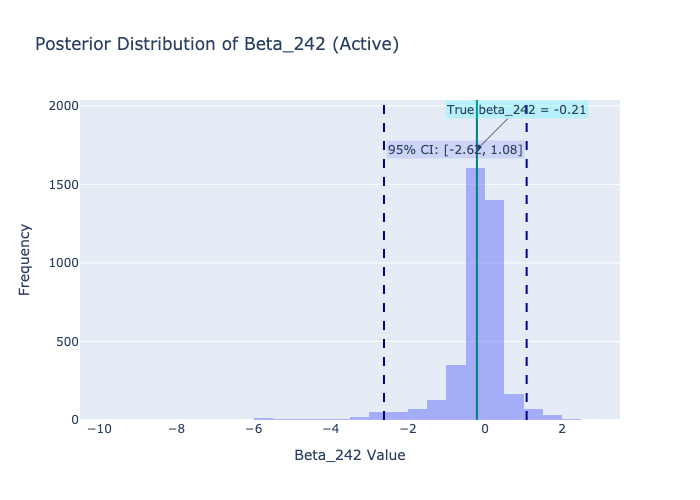 Posterior Distribution of Beta_242 (Active)
2000
True beta_242 = -0.21
95% CI: [-2.62, 1.08]
1500
1000
500
0
Frequency
−10
−8
−6
−4
−2
0
2
Beta_242 Value